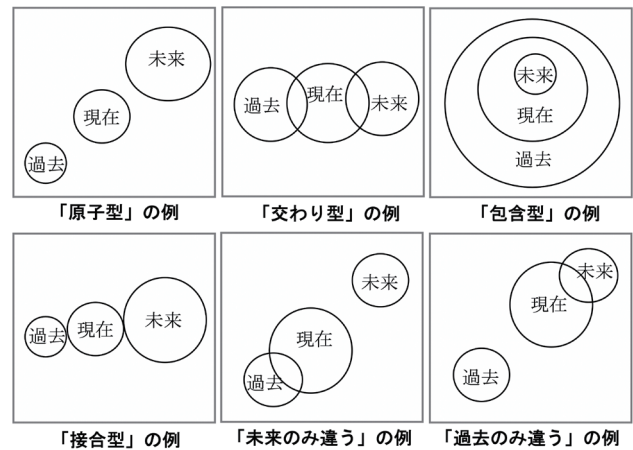 未来
現在
過去
「原子型」の例
過去
現在
未来
「交わり型」の例
未来
現在
過去
「包含型」の例
過去
現在
未来
「接合型」の例
未来
現在
過去
「未来のみ違う」の例
未来
現在
過去
「過去のみ違う」の例